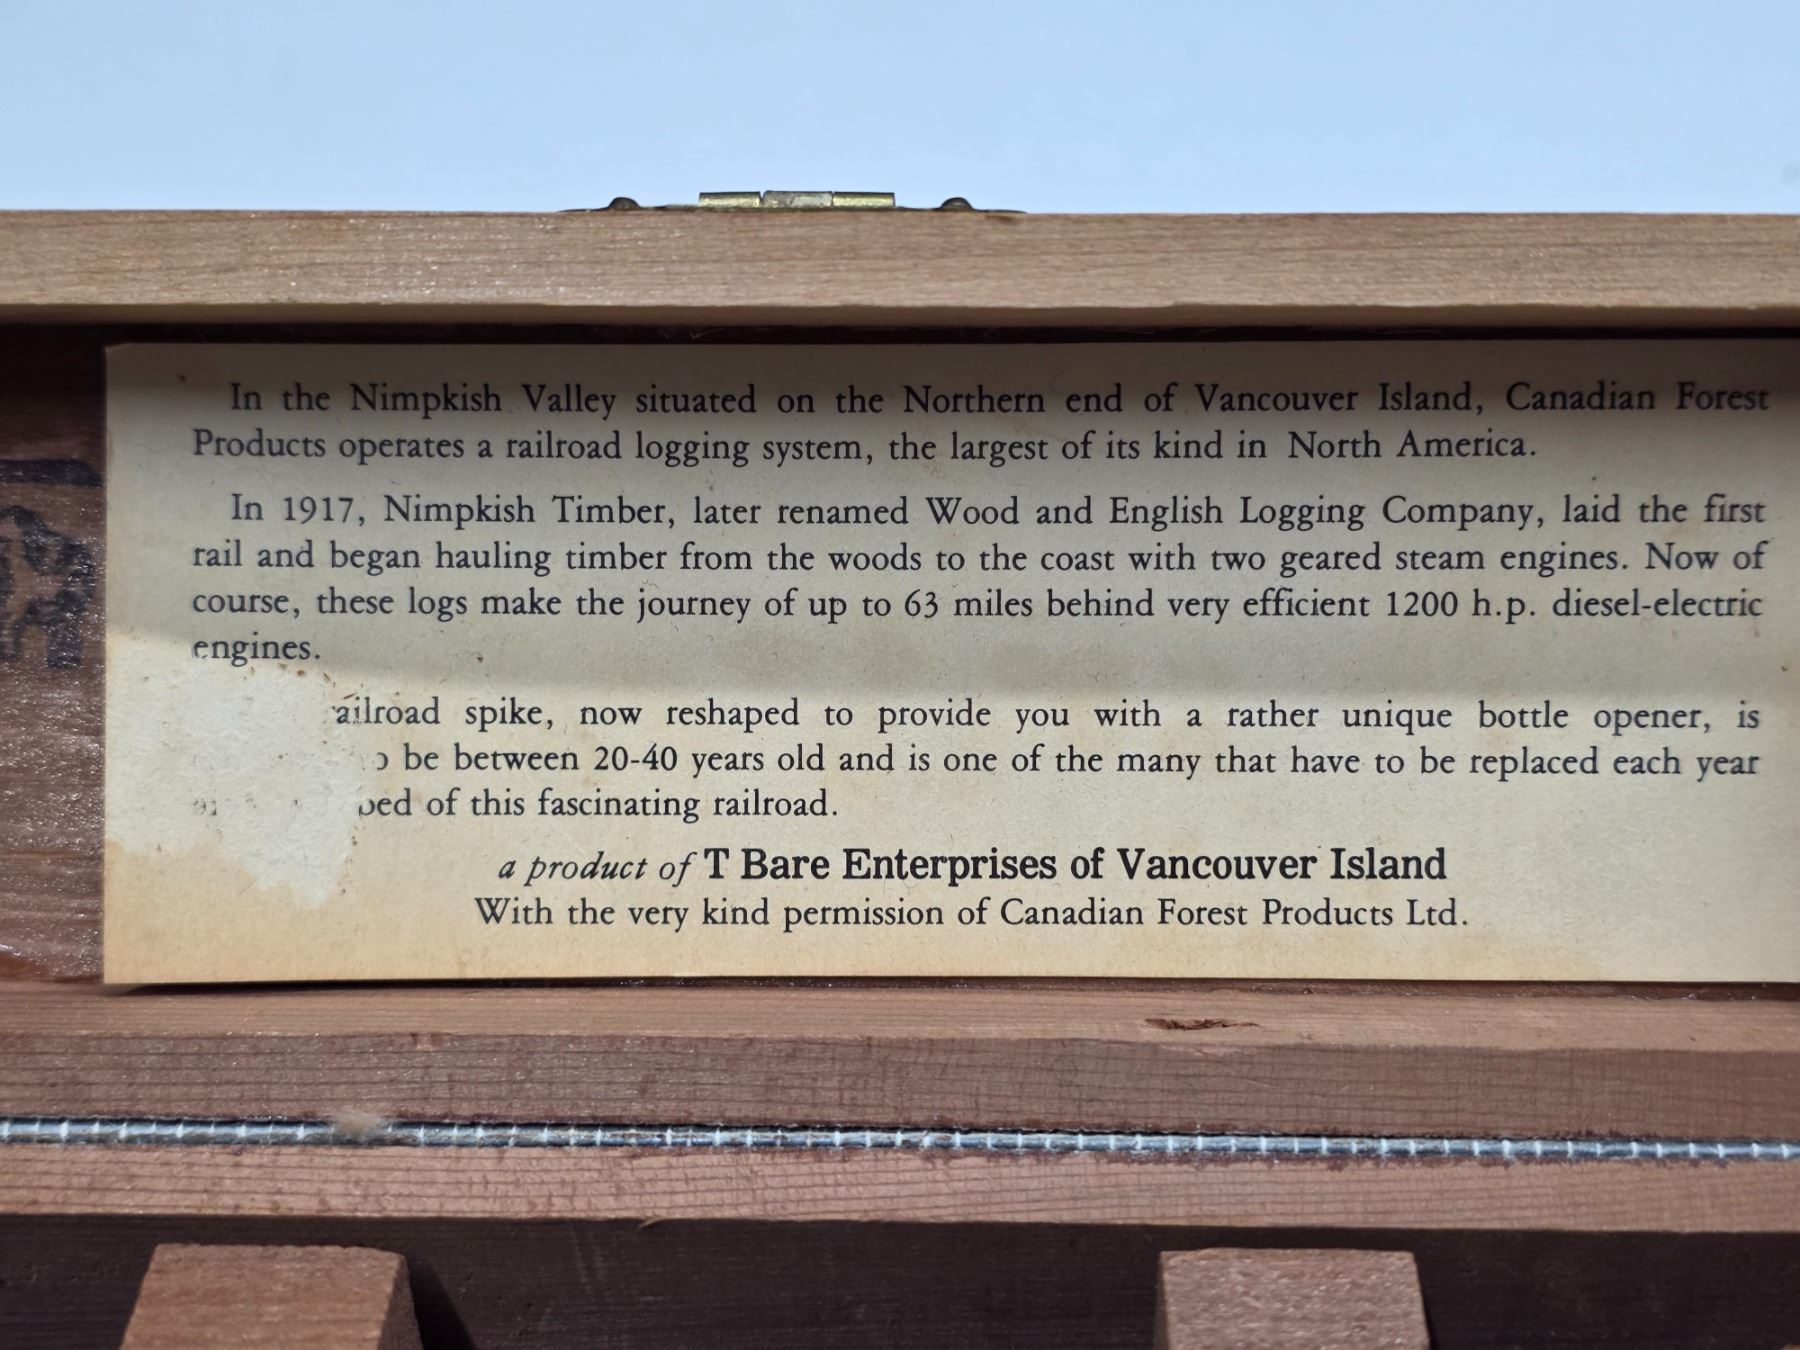 In the Nimpkish Valley situated on the Northern end of Vancouver Island, Canadian Forest
Products operates a railroad logging system, the largest of its kind in North America.
In 1917, Nimpkish Timber, later renamed Wood and English Logging Company, laid the first
rail and began hauling timber from the woods to the coast with two geared steam engines. Now of
course, these logs make the journey of up to 63 miles behind very efficient 1200 h.p. diesel-electric
engines.
ailroad spike, now reshaped to provide you with a rather unique bottle opener, is
be between 20-40 years old and is one of the many that have to be replaced each year
bed of this fascinating railroad.
a product of T Bare Enterprises of Vancouver Island
With the very kind permission of Canadian Forest Products Ltd.